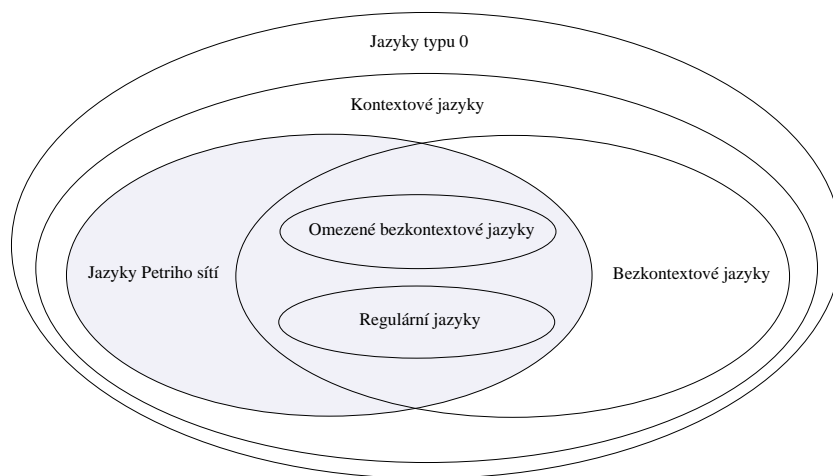 Jazyky typu 0
Kontextové jazyky
Omezené bezkontextové jazyky
Jazyky Petriho sítí
Bezkontextové jazyky
Regulární jazyky